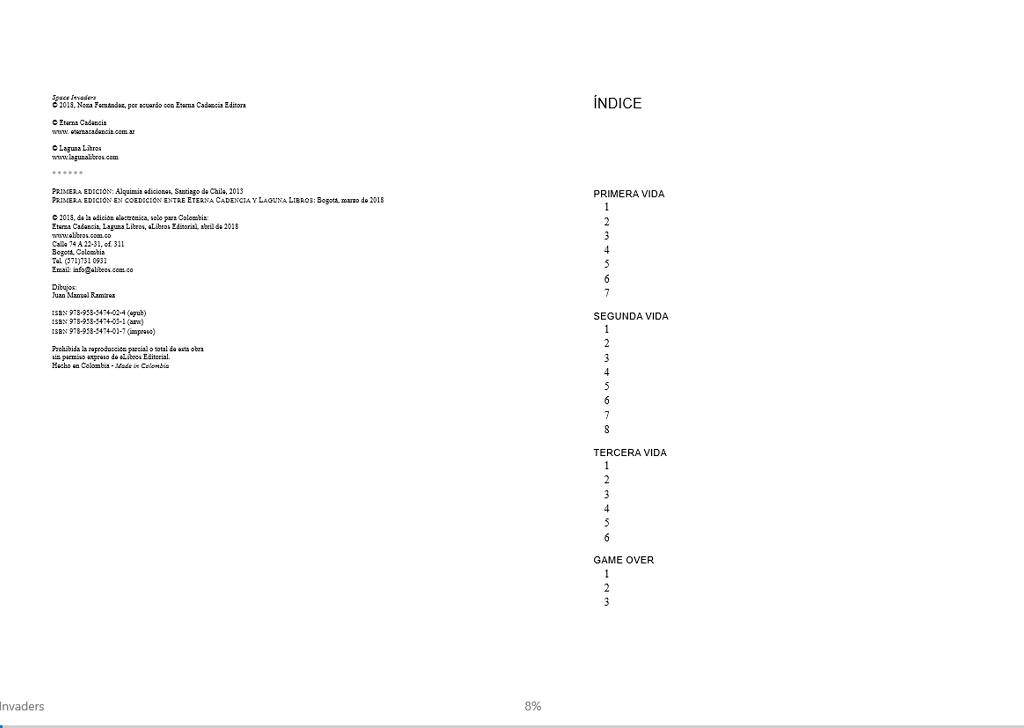 Space Invaders
© 2018, Nona Fernández, por acuerdo con Eterna Cadencia Editora
© Eterna Cadencia
www. eternacadencia.com.ar
© Laguna Libros
www.lagunalibros.com
* * * * * *
PRIMERA EDICIÓN: Alquimia ediciones, Santiago de Chile, 2013
PRIMERA EDICIÓN EN COEDICIÓN ENTRE ETERNA CADENCIA Y LAGUNA LIBROS: Bogotá, marzo de 2018
© 2018, de la edición electrónica, solo para Colombia:
Eterna Cadencia, Laguna Libros, eLibros Editorial, abril de 2018
www.elibros.com.co
Calle 74 A 22-31, of. 311
Bogotá, Colombia
Tel. (571)731 0931
Email: info@elibros.com.co
Dibujos:
Juan Manuel Ramírez
ISBN 978-958-5474-02-4 (epub)
ISBN 978-958-5474-03-1 (azw)
ISBN 978-958-5474-01-7 (impreso)
Prohibida la reproducción parcial o total de esta obra
sin permiso expreso de eLibros Editorial.
Hecho en Colombia - Made in Colombia
ÍNDICE
PRIMERA VIDA
1
2
3
4
5
6
7
SEGUNDA VIDA
1
2
3
4
5
6
7
8
TERCERA VIDA
1
2
3
4
5
6
GAME OVER
1
2
3
Invaders
8%